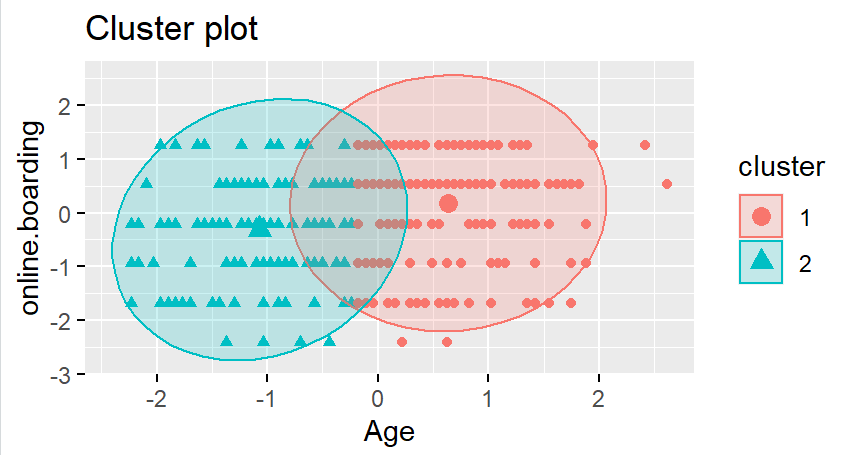 Cluster plot
2
1
0
-1
-2
-3
online.boarding
-2 -1 0 1 2
Age
cluster
1
2